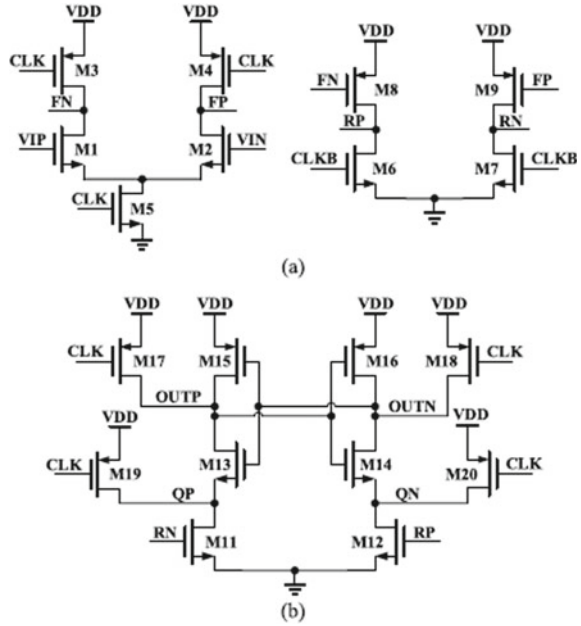 VDD VDD VDD VDD
CLK M3 M4 CLK FN M8 M9 FP
FN FP RP RN
VIP M1 M2 VIN CLKB M6 M7 CLKB
CLK M5
(a)
VDD VDD VDD VDD
CLK M17 M15 M16 M18 CLK
OUTP OUTN
VDD VDD
CLK M19 M13 M14 M20 CLK
QP QN
RN M11 M12 RP
(b)